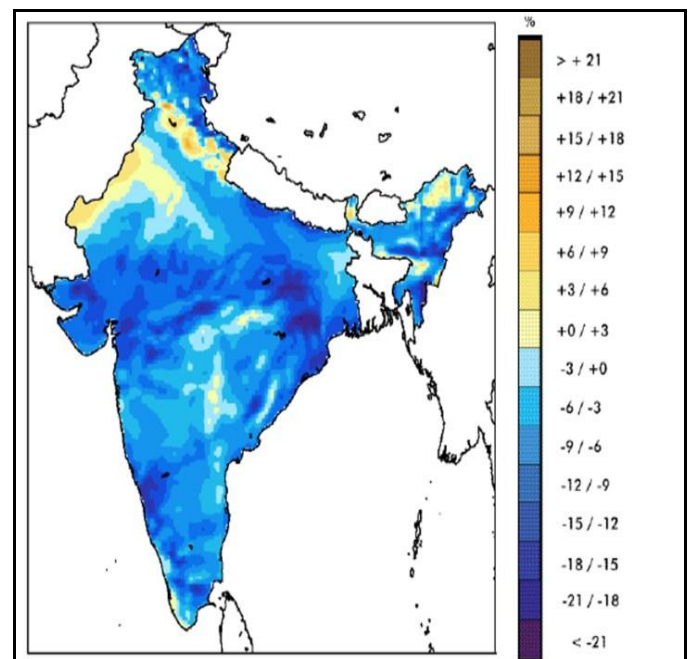 %
> + 21
+18 / +21
+15 / +18
+12 / +15
+9 / +12
+6 / +9
+3 / +6
+0 / +3
-3 / +0
-6 / -3
-9 / -6
-12 / -9
-15 / -12
-18 / -15
-21 / -18
< -21